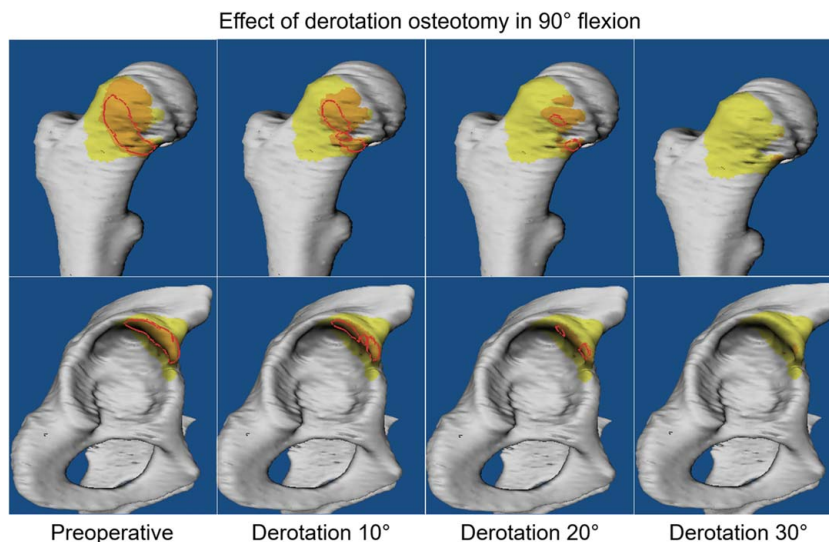 Effect of derotation osteotomy in 90° flexion
Preoperative
Derotation 10°
Derotation 20°
Derotation 30°